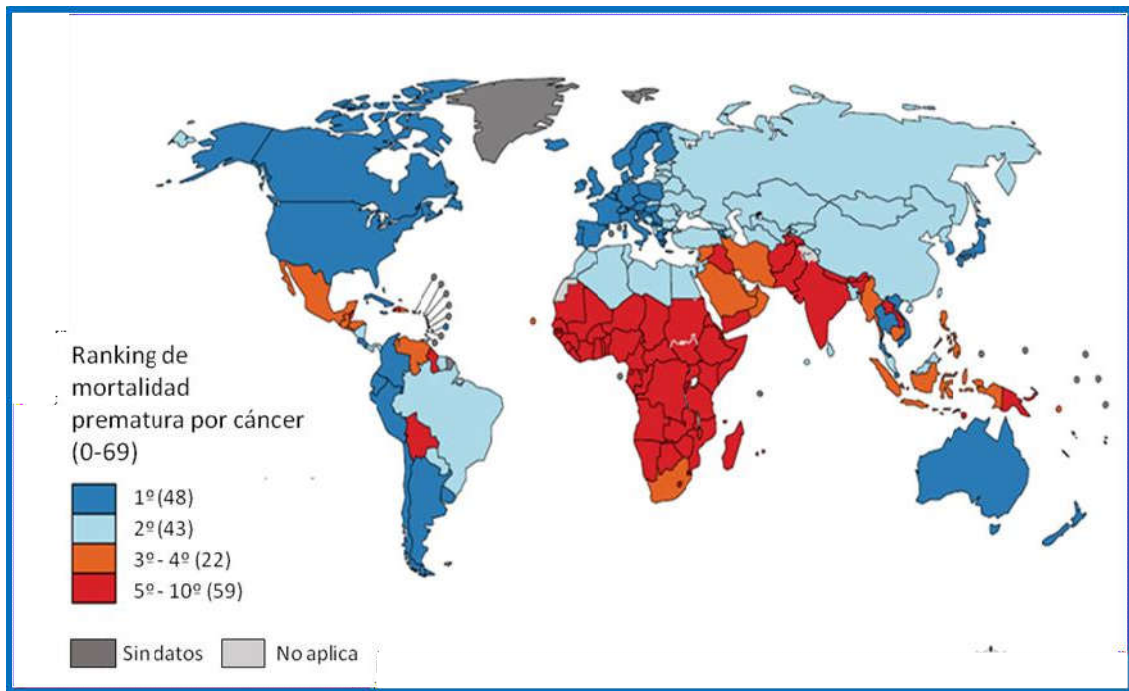 Ranking de
mortalidad
prematura por cáncer
(0-69)
1º (48)
2º (43)
3º - 4º (22)
5º - 10º (59)
Sin datos
No aplica